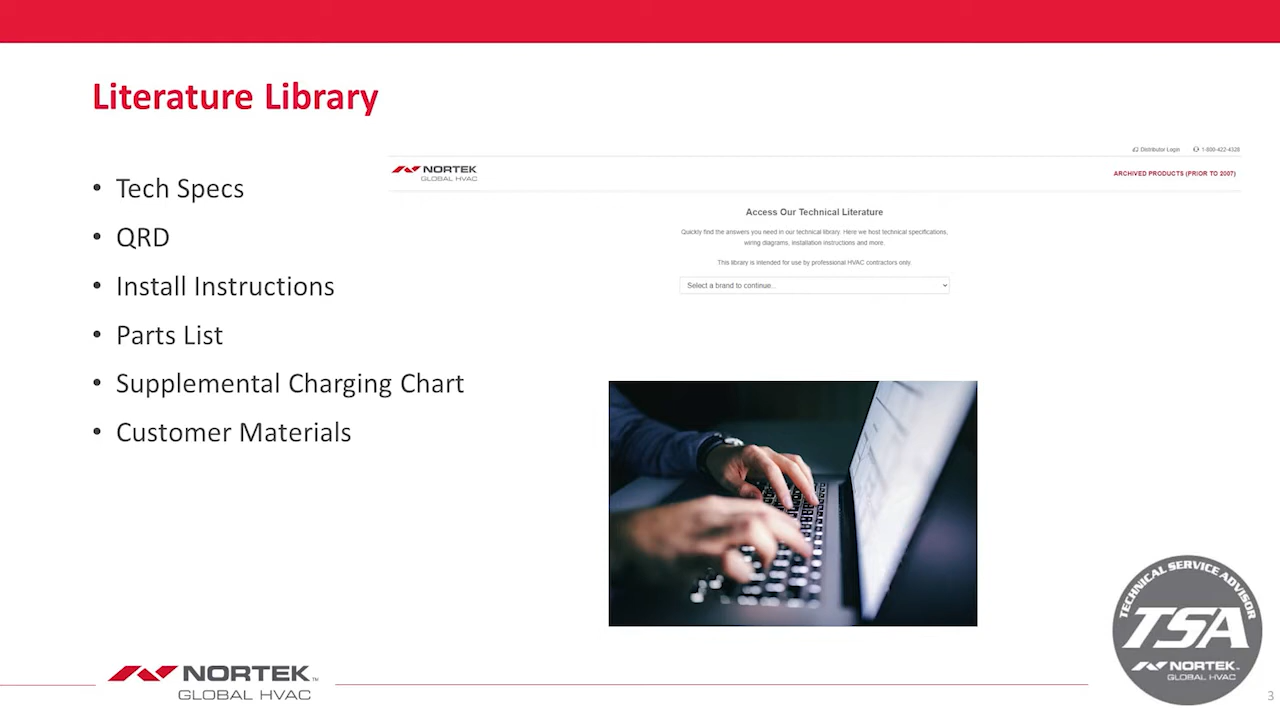 Literature Library
• Tech Specs
• QRD
• Install Instructions
• Parts List
• Supplemental Charging Chart
• Customer Materials
Distributor Login 1-800-422-4328
NORTEK
GLOBAL HVAC
ARCHIVED PRODUCTS (PRIOR TO 2007)
Access Our Technical Literature
Quickly find the answers you need in our technical library. Here we host technical specifications,
wiring diagrams, installation instructions and more.
This library is intended for use by professional HVAC contractors only.
Select a brand to continue...
NORTEK™
GLOBAL HVAC
TECHNICAL SERVICE ADVISOR
TSA
NORTEK™
GLOBAL HVAC
3